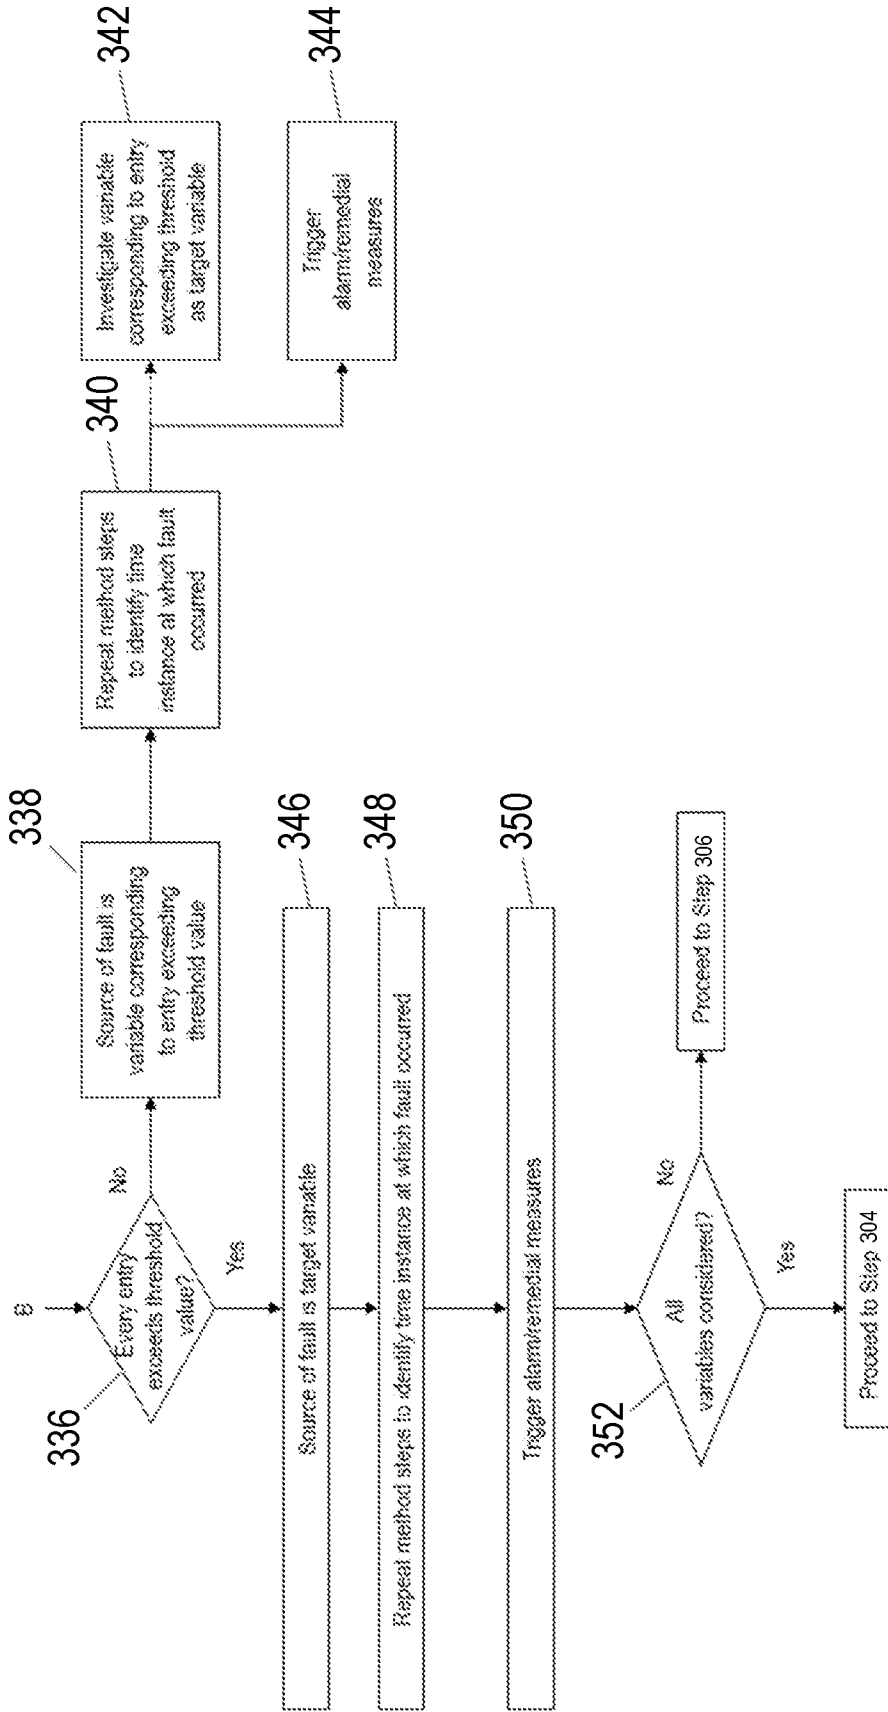 B
336
Every entry
exceeds threshold
value?
No
Yes
338
Source of fault is
variable corresponding
to entry exceeding
threshold value
340
Repeat method steps
to identify time
instance at which fault
occurred
342
Investigate variable
corresponding to entry
exceeding threshold
as target variable
344
Trigger
alarm/remedial
measures
346
Source of fault is target variable
348
Repeat method steps to identify time instance at which fault occurred
350
Trigger alarm/remedial measures
352
All
variables considered?
No
Proceed to Step 306
Yes
Proceed to Step 304